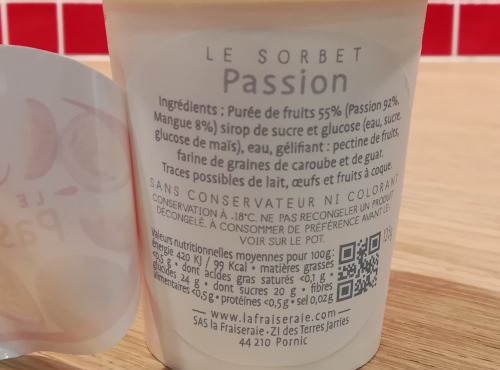 LE SORBET
Passion
Ingrédients : Purée de fruits 55% (Passion 92%,
Mangue 8%) sirop de sucre et glucose (eau, sucre,
glucose de maïs), eau, gélifiant : pectine de fruits,
farine de graines de caroube et de guar.
Traces possibles de lait, œufs et fruits à coque.
SANS CONSERVATEUR NI COLORANT
CONSERVATION À -18°C. NE PAS RECONGELER UN PRODUIT
DÉCONGELÉ. À CONSOMMER DE PRÉFÉRENCE AVANT LE:
VOIR SUR LE POT.
Valeurs nutritionnelles moyennes pour 100g:
énergie 420 KJ / 99 Kcal • matières grasses
<0,5 g • dont acides gras saturés <0,1 g •
glucides 24 g • dont sucres 20 g • fibres
alimentaires <0,5g • protéines <0,5g • sel 0,02g
www.lafraiseraie.com
SAS la Fraiseraie • ZI des Terres Jarries
44 210 Pornic